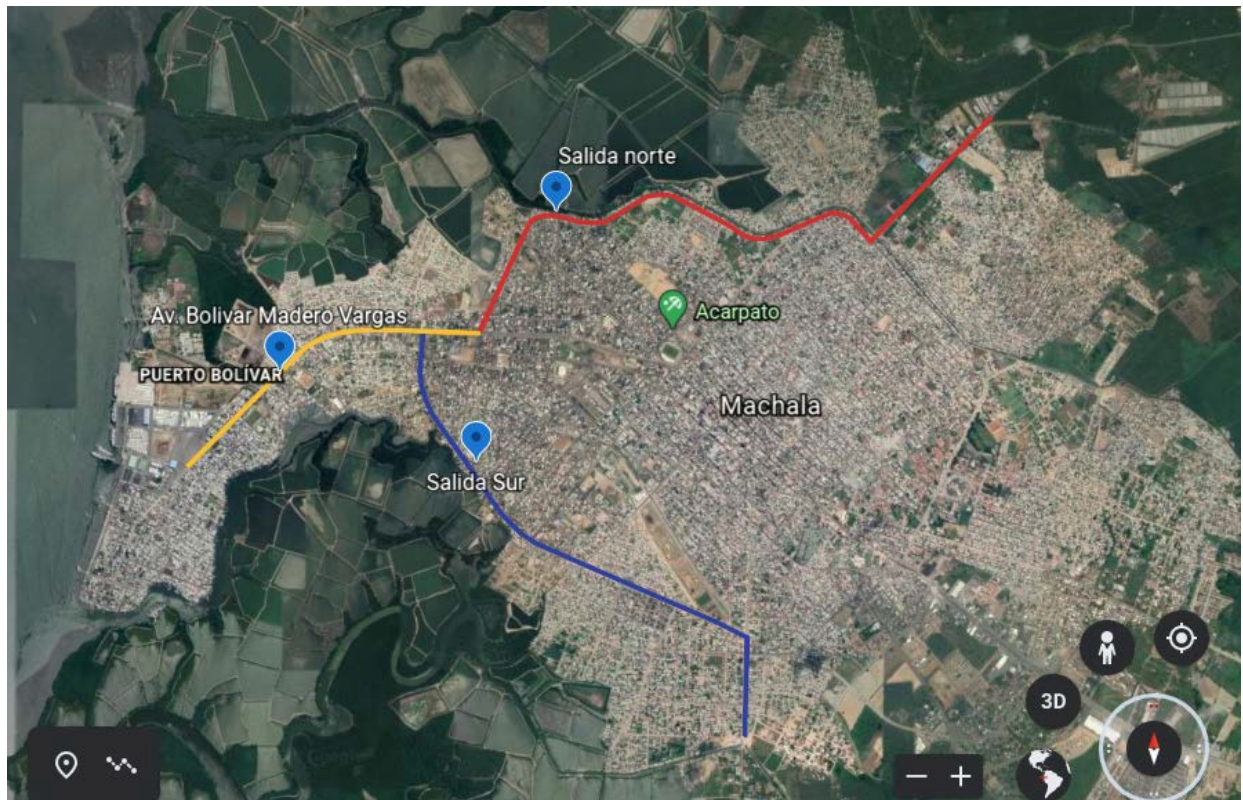 Salida norte
Acarpato
Av. Bolivar Madero Vargas
PUERTO BOLÍVAR
Machala
Salida Sur
3D